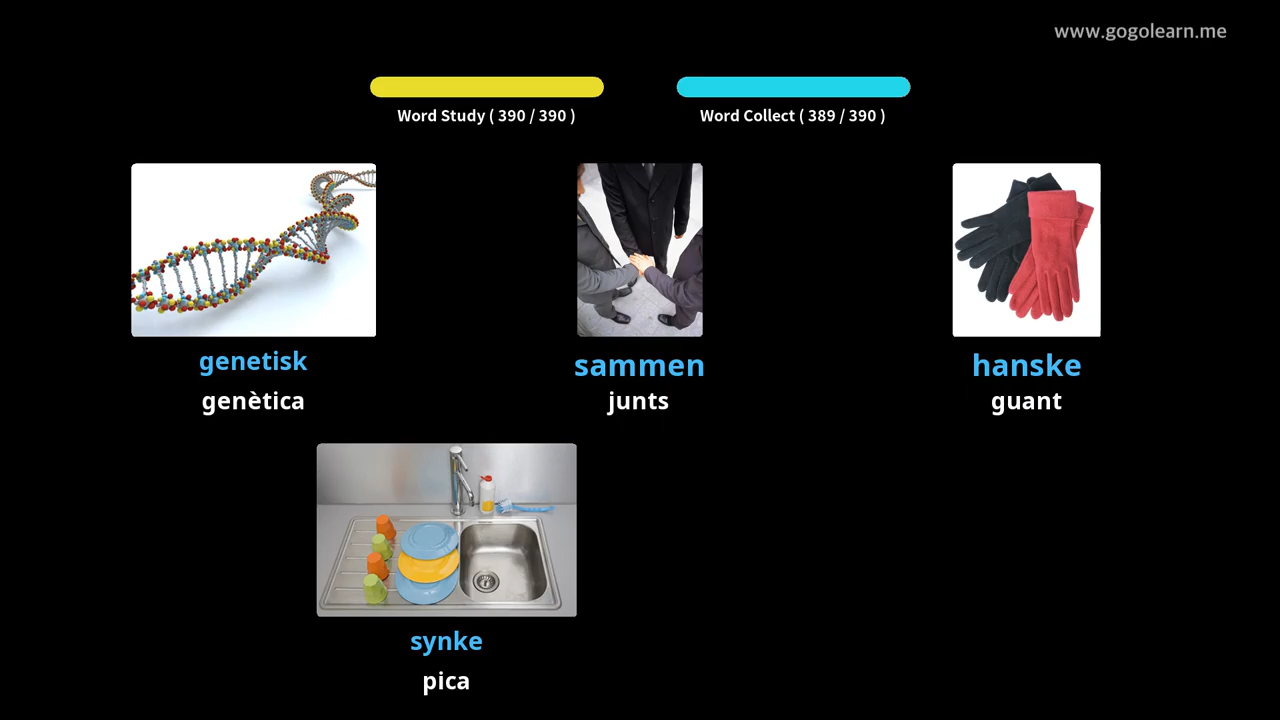 www.gogolearn.me
Word Study ( 390 / 390 )
Word Collect ( 389 / 390 )
genetisk
genètica
sammen
junts
hanske
guant
synke
pica